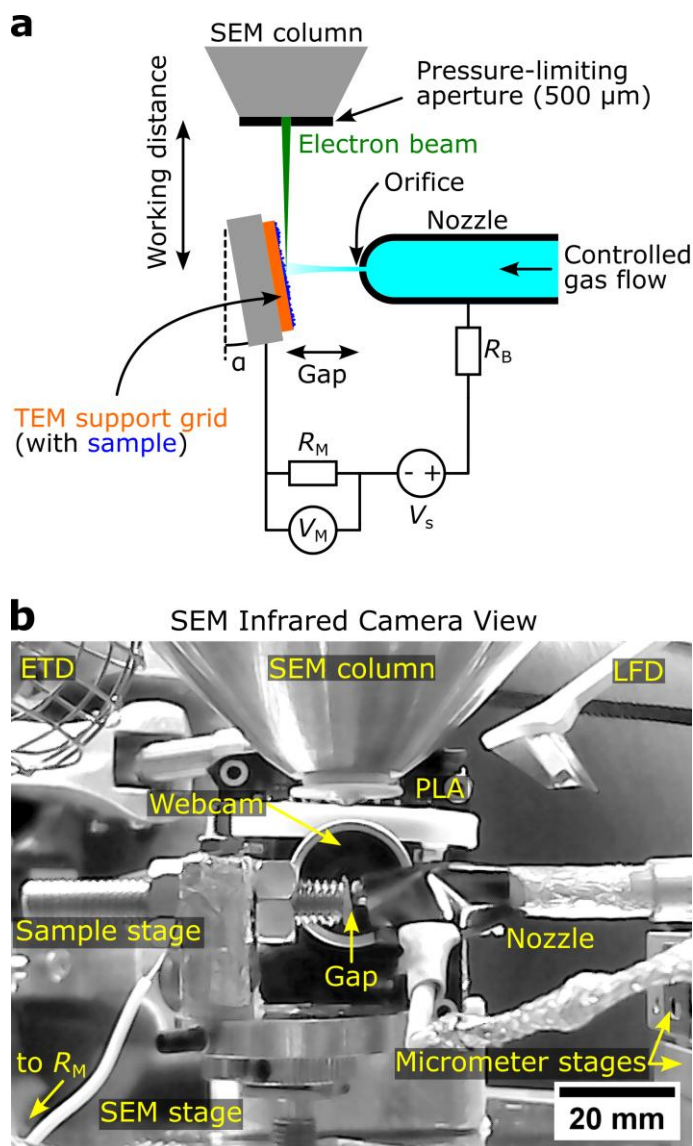 a
SEM column
Pressure-limiting
aperture (500 µm)
Electron beam
Working distance
Orifice
Nozzle
Controlled
gas flow
α
Gap
R_B
TEM support grid
(with sample)
R_M
- +
V_s
V_M
b
SEM Infrared Camera View
ETD
SEM column
LFD
PLA
Webcam
Sample stage
Nozzle
Gap
to R_M
Micrometer stages
SEM stage
20 mm